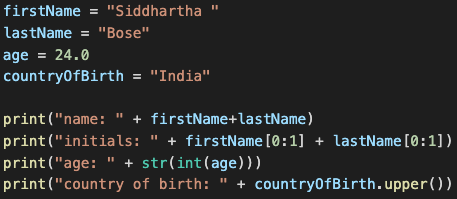 firstName = "Siddhartha "
lastName = "Bose"
age = 24.0
countryOfBirth = "India"

print("name: " + firstName+lastName)
print("initials: " + firstName[0:1] + lastName[0:1])
print("age: " + str(int(age)))
print("country of birth: " + countryOfBirth.upper())